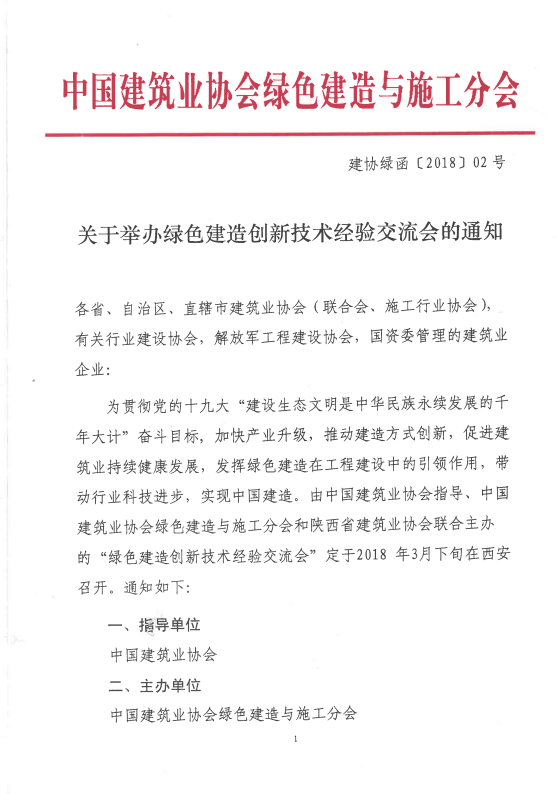 中国建筑业协会绿色建造与施工分会
建协绿函〔2018〕02 号
关于举办绿色建造创新技术经验交流会的通知
各省、自治区、直辖市建筑业协会（联合会、施工行业协会），
有关行业建设协会，解放军工程建设协会，国资委管理的建筑业
企业：
为贯彻党的十九大“建设生态文明是中华民族永续发展的千
年大计”奋斗目标，加快产业升级，推动建造方式创新，促进建
筑业持续健康发展，发挥绿色建造在工程建设中的引领作用，带
动行业科技进步，实现中国建造。由中国建筑业协会指导、中国
建筑业协会绿色建造与施工分会和陕西省建筑业协会联合主办
的“绿色建造创新技术经验交流会”定于2018 年3月下旬在西安
召开。通知如下：
一、指导单位
中国建筑业协会
二、主办单位
中国建筑业协会绿色建造与施工分会
1